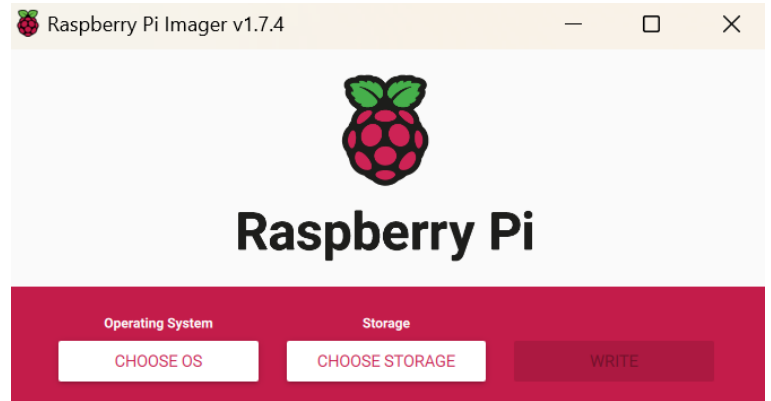 Raspberry Pi Imager v1.7.4
Raspberry Pi
Operating System
Storage
CHOOSE OS
CHOOSE STORAGE
WRITE